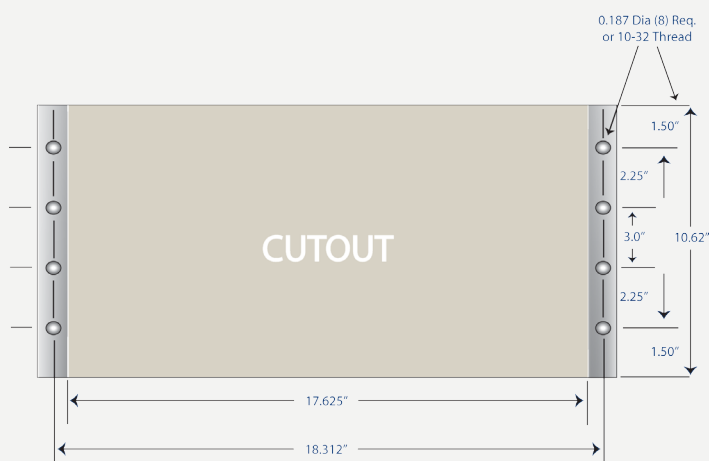 0.187 Dia (8) Req.
or 10-32 Thread
1.50"
2.25"
CUTOUT
3.0"
10.62"
2.25"
1.50"
17.625"
18.312"